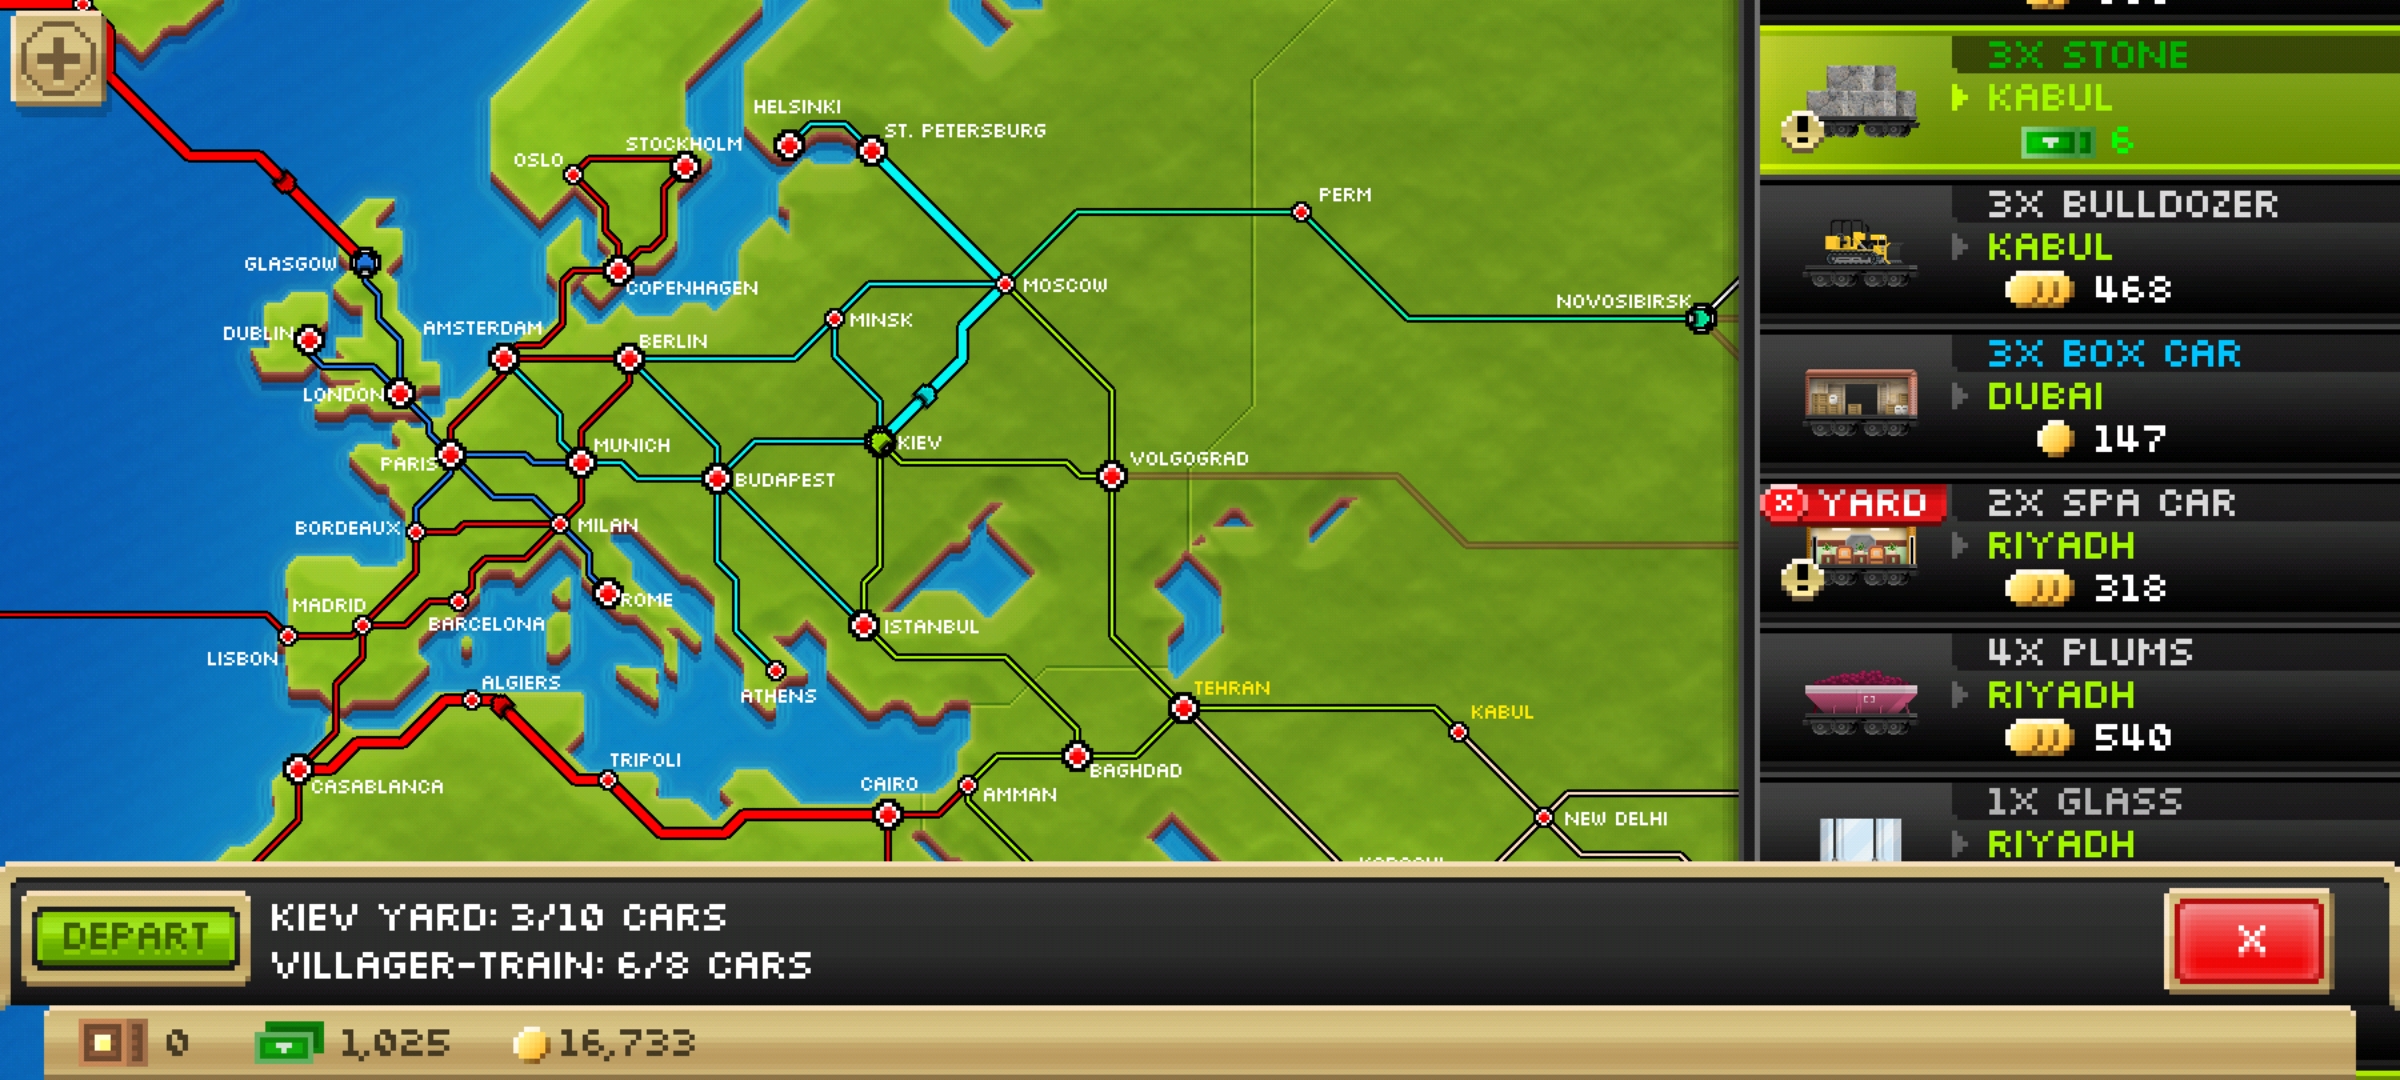 HELSINKI
ST. PETERSBURG
STOCKHOLM
OSLO
PERM
GLASGOW
COPENHAGEN
MOSCOW
NOVOSIBIRSK
DUBLIN
AMSTERDAM
BERLIN
MINSK
LONDON
PARIS
MUNICH
BUDAPEST
KIEV
VOLGOGRAD
BORDEAUX
MILAN
MADRID
BARCELONA
ROME
ISTANBUL
LISBON
ALGIERS
ATHENS
TEHRAN
KABUL
TRIPOLI
CASABLANCA
CAIRO
AMMAN
BAGHDAD
NEW DELHI
3X STONE
KABUL
6
3X BULLDOZER
KABUL
468
3X BOX CAR
DUBAI
147
X YARD
2X SPA CAR
RIYADH
318
4X PLUMS
RIYADH
540
1X GLASS
RIYADH
DEPART
KIEV YARD: 3/10 CARS
VILLAGER-TRAIN: 6/8 CARS
X
0
1,025
16,733